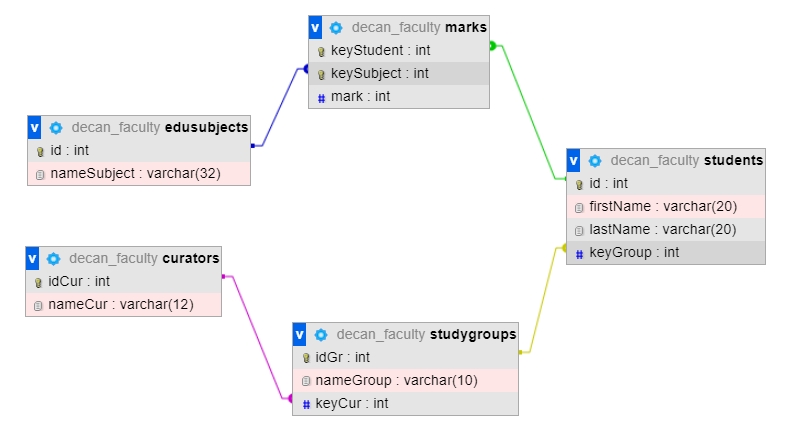 v decan_faculty marks
keyStudent : int
keySubject : int
# mark : int
v decan_faculty edusubjects
id : int
nameSubject : varchar(32)
v decan_faculty students
id : int
firstName : varchar(20)
lastName : varchar(20)
# keyGroup : int
v decan_faculty curators
idCur : int
nameCur : varchar(12)
v decan_faculty studygroups
idGr : int
nameGroup : varchar(10)
# keyCur : int